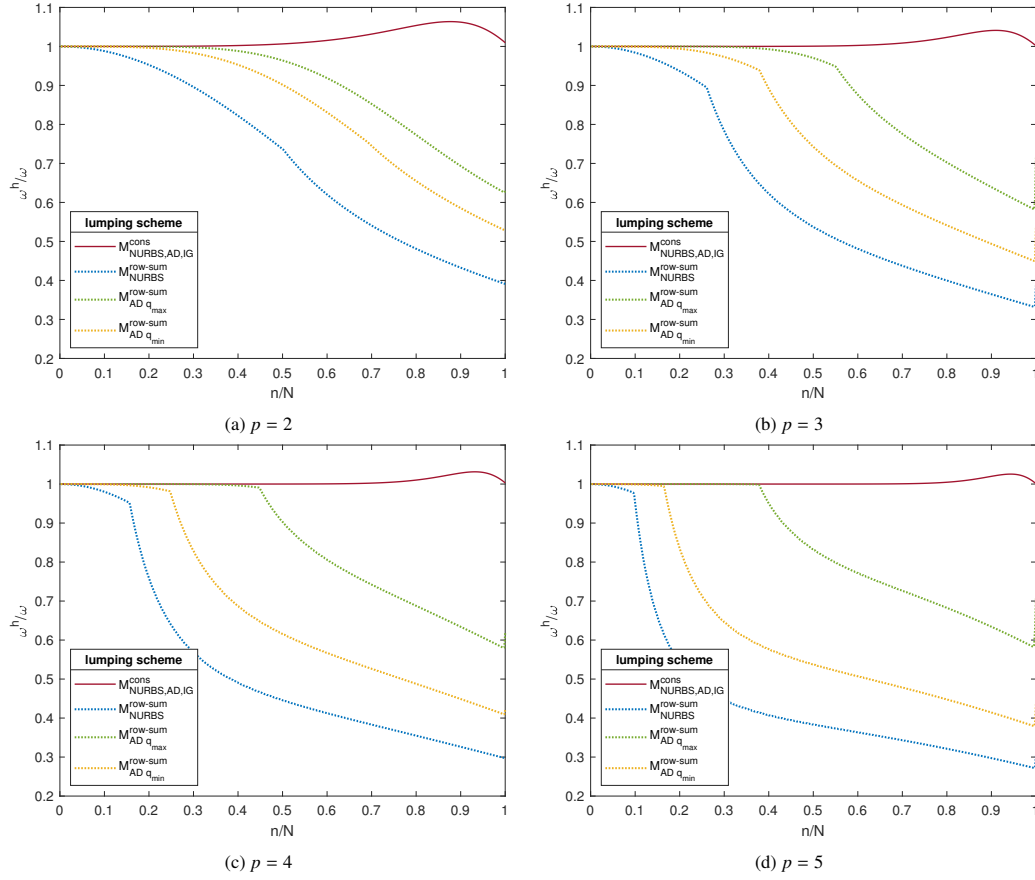 1.1
1
0.9
0.8
0.7
0.6
0.5
0.4
0.3
0.2
ω^h/ω
lumping scheme
M^cons_NURBS,AD,IG
M^row-sum_NURBS
M^row-sum_AD q_max
M^row-sum_AD q_min
0 0.1 0.2 0.3 0.4 0.5 0.6 0.7 0.8 0.9 1
n/N
(a) p = 2
1.1
1
0.9
0.8
0.7
0.6
0.5
0.4
0.3
0.2
ω^h/ω
lumping scheme
M^cons_NURBS,AD,IG
M^row-sum_NURBS
M^row-sum_AD q_max
M^row-sum_AD q_min
0 0.1 0.2 0.3 0.4 0.5 0.6 0.7 0.8 0.9 1
n/N
(b) p = 3
1.1
1
0.9
0.8
0.7
0.6
0.5
0.4
0.3
0.2
ω^h/ω
lumping scheme
M^cons_NURBS,AD,IG
M^row-sum_NURBS
M^row-sum_AD q_max
M^row-sum_AD q_min
0 0.1 0.2 0.3 0.4 0.5 0.6 0.7 0.8 0.9 1
n/N
(c) p = 4
1.1
1
0.9
0.8
0.7
0.6
0.5
0.4
0.3
0.2
ω^h/ω
lumping scheme
M^cons_NURBS,AD,IG
M^row-sum_NURBS
M^row-sum_AD q_max
M^row-sum_AD q_min
0 0.1 0.2 0.3 0.4 0.5 0.6 0.7 0.8 0.9 1
n/N
(d) p = 5